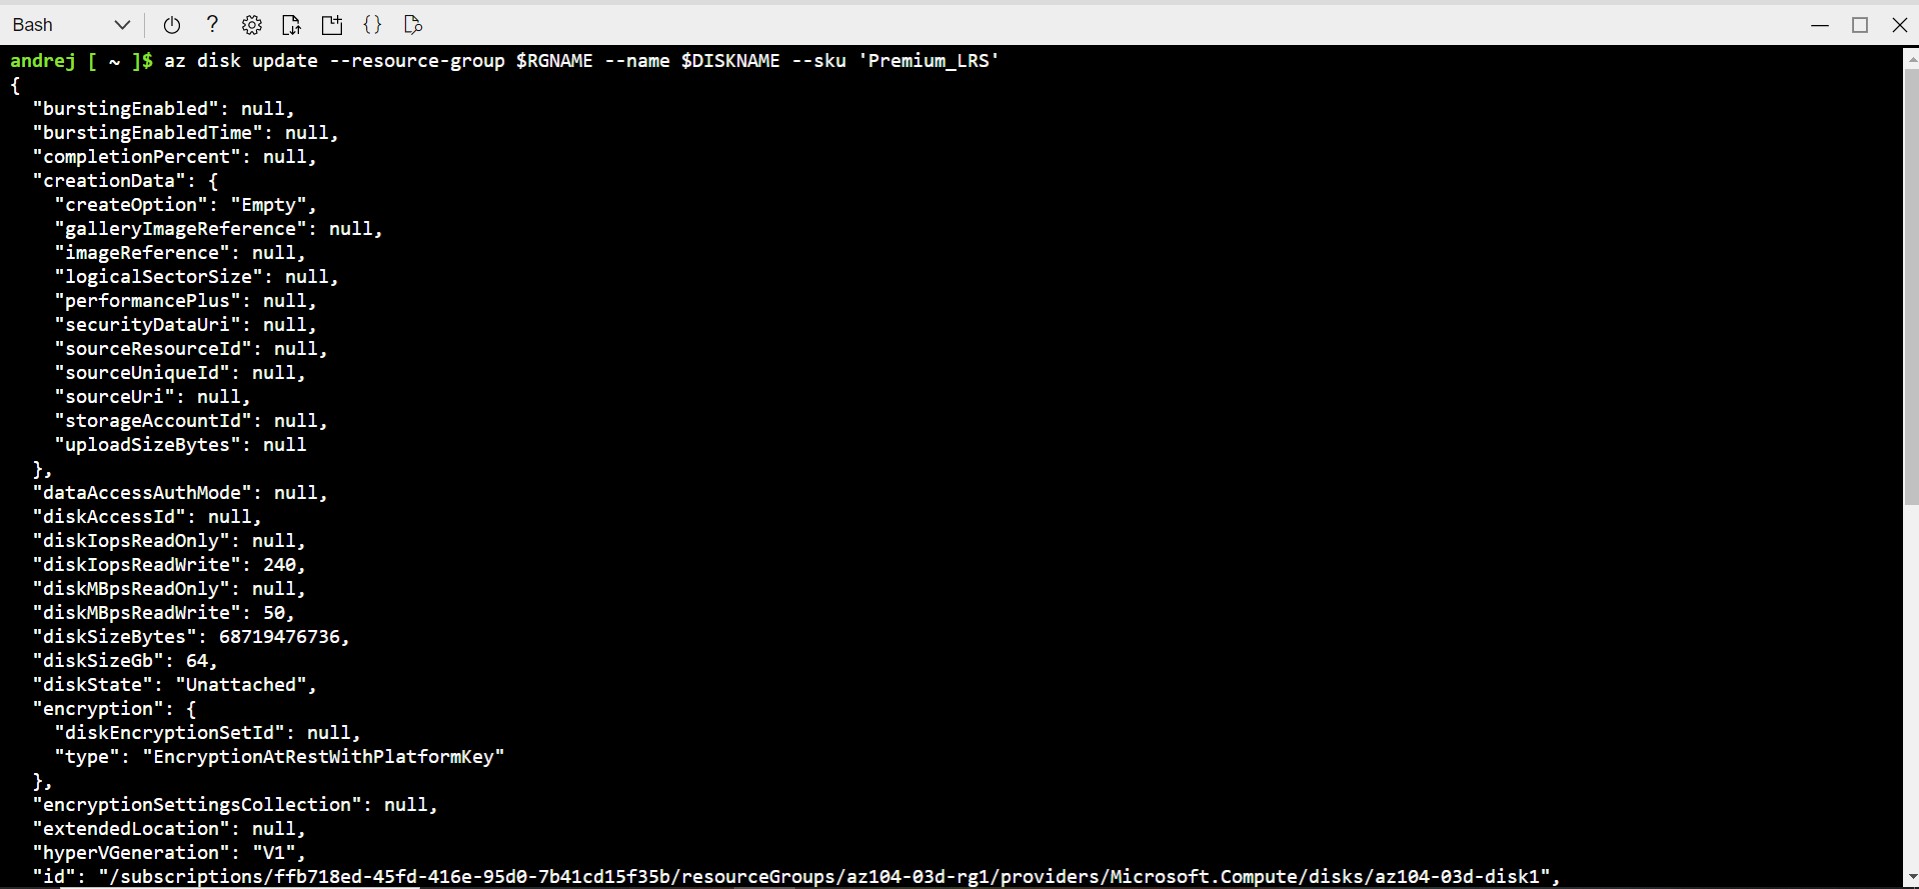 Bash
andrej [ ~ ]$ az disk update --resource-group $RGNAME --name $DISKNAME --sku 'Premium_LRS'
{
  "burstingEnabled": null,
  "burstingEnabledTime": null,
  "completionPercent": null,
  "creationData": {
    "createOption": "Empty",
    "galleryImageReference": null,
    "imageReference": null,
    "logicalSectorSize": null,
    "performancePlus": null,
    "securityDataUri": null,
    "sourceResourceId": null,
    "sourceUniqueId": null,
    "sourceUri": null,
    "storageAccountId": null,
    "uploadSizeBytes": null
  },
  "dataAccessAuthMode": null,
  "diskAccessId": null,
  "diskIopsReadOnly": null,
  "diskIopsReadWrite": 240,
  "diskMBpsReadOnly": null,
  "diskMBpsReadWrite": 50,
  "diskSizeBytes": 68719476736,
  "diskSizeGb": 64,
  "diskState": "Unattached",
  "encryption": {
    "diskEncryptionSetId": null,
    "type": "EncryptionAtRestWithPlatformKey"
  },
  "encryptionSettingsCollection": null,
  "extendedLocation": null,
  "hyperVGeneration": "V1",
  "id": "/subscriptions/ffb718ed-45fd-416e-95d0-7b41cd15f35b/resourceGroups/az104-03d-rg1/providers/Microsoft.Compute/disks/az104-03d-disk1",